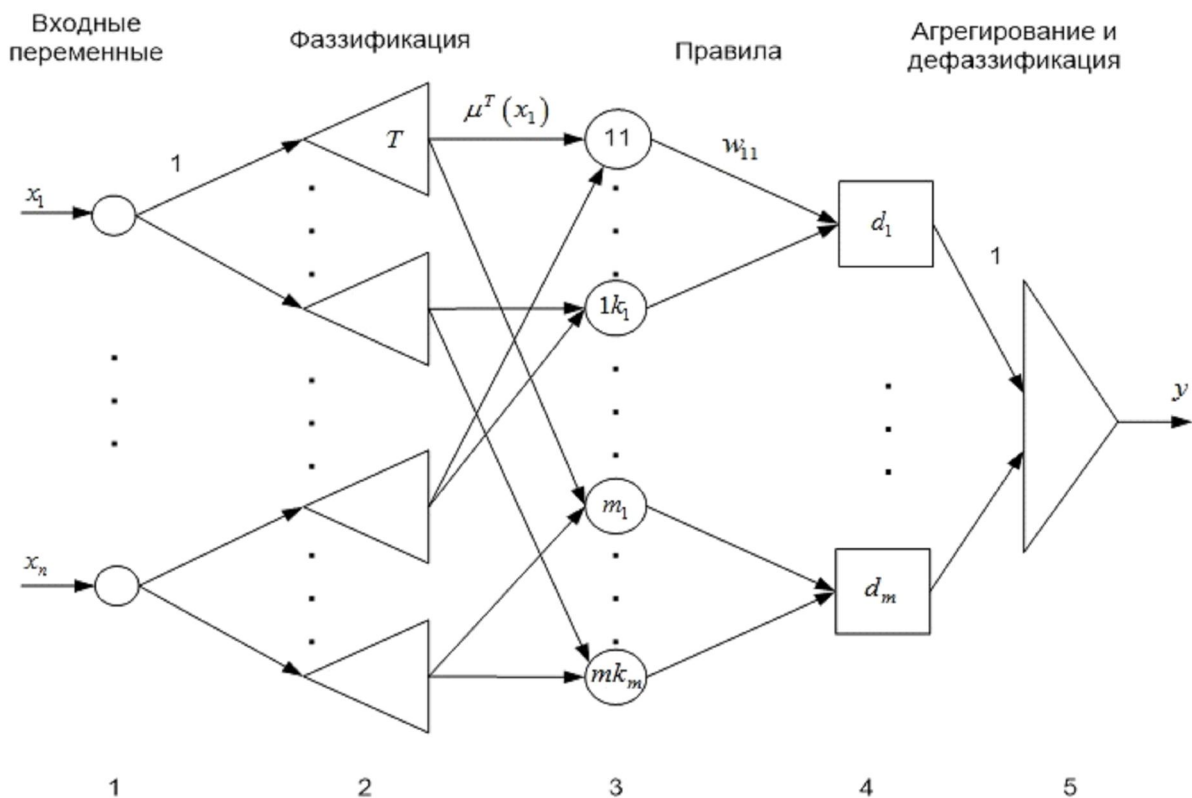 Входные
переменные
Фаззификация
Правила
Агрегирование и
дефаззификация
μ^T (x₁)
T
11
w₁₁
1
x₁
d₁
1
1k₁
y
m₁
xₙ
dₘ
mkₘ
1
2
3
4
5